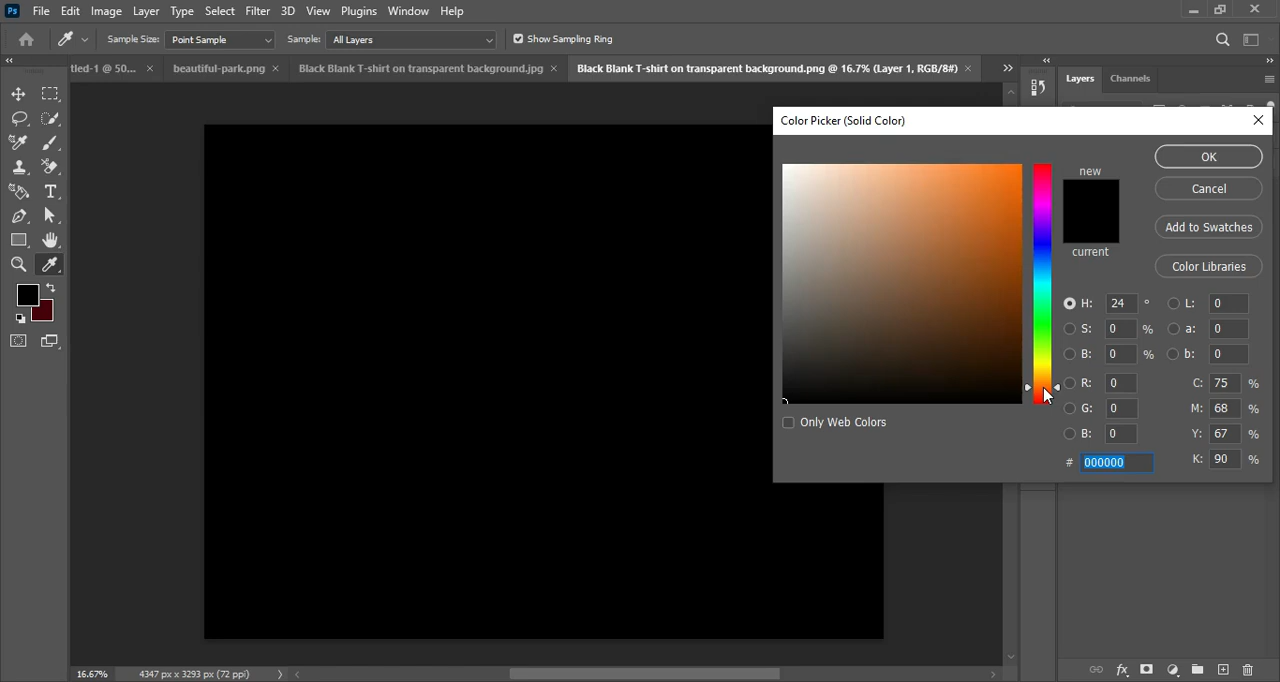 Ps File Edit Image Layer Type Select Filter 3D View Plugins Window Help
Sample Size: Point Sample Sample: All Layers Show Sampling Ring
tled-1 @ 50... × beautiful-park.png × Black Blank T-shirt on transparent background.jpg × Black Blank T-shirt on transparent background.png @ 16.7% (Layer 1, RGB/8#) ×
Layers Channels
Color Picker (Solid Color)
OK
new
Cancel
Add to Swatches
current
Color Libraries
H: 24 ° L: 0
S: 0 % a: 0
B: 0 % b: 0
R: 0 C: 75 %
G: 0 M: 68 %
Only Web Colors
B: 0 Y: 67 %
# 000000 K: 90 %
16.67% 4347 px x 3293 px (72 ppi)
fx